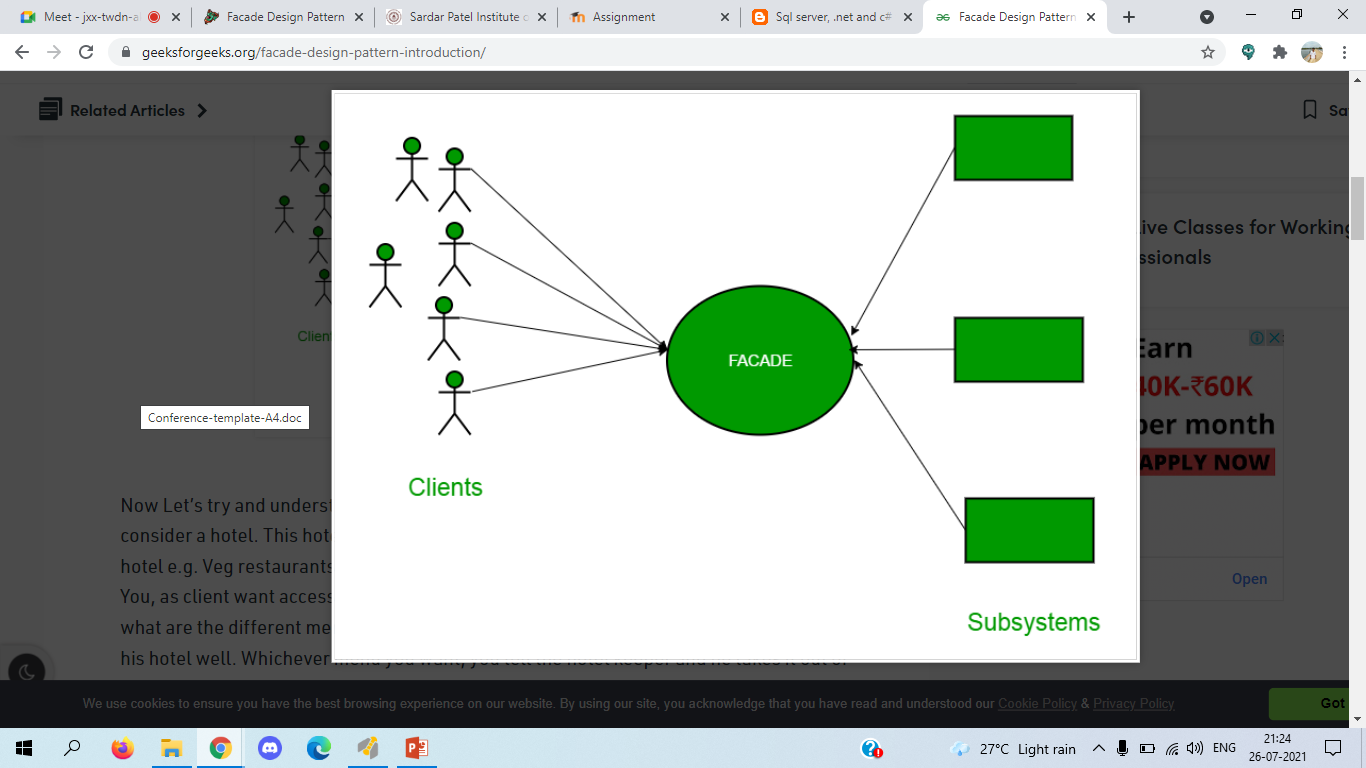 Meet - jxx-twdn-a
Facade Design Pattern
Sardar Patel Institute o
Assignment
Sql server, .net and c#
Facade Design Pattern
geeksforgeeks.org/facade-design-pattern-introduction/
Related Articles
Sa
Clien
Clients
FACADE
Subsystems
Conference-template-A4.doc
ive Classes for Working
ssionals
Earn
40K-₹60K
per month
APPLY NOW
Open
Now Let's try and underst
consider a hotel. This hot
hotel e.g. Veg restaurants
You, as client want access
what are the different me
his hotel well. Whichever menu you want, you tell the hotel keeper and he takes it out of
We use cookies to ensure you have the best browsing experience on our website. By using our site, you acknowledge that you have read and understood our Cookie Policy & Privacy Policy
Got
27°C Light rain
ENG
21:24
26-07-2021